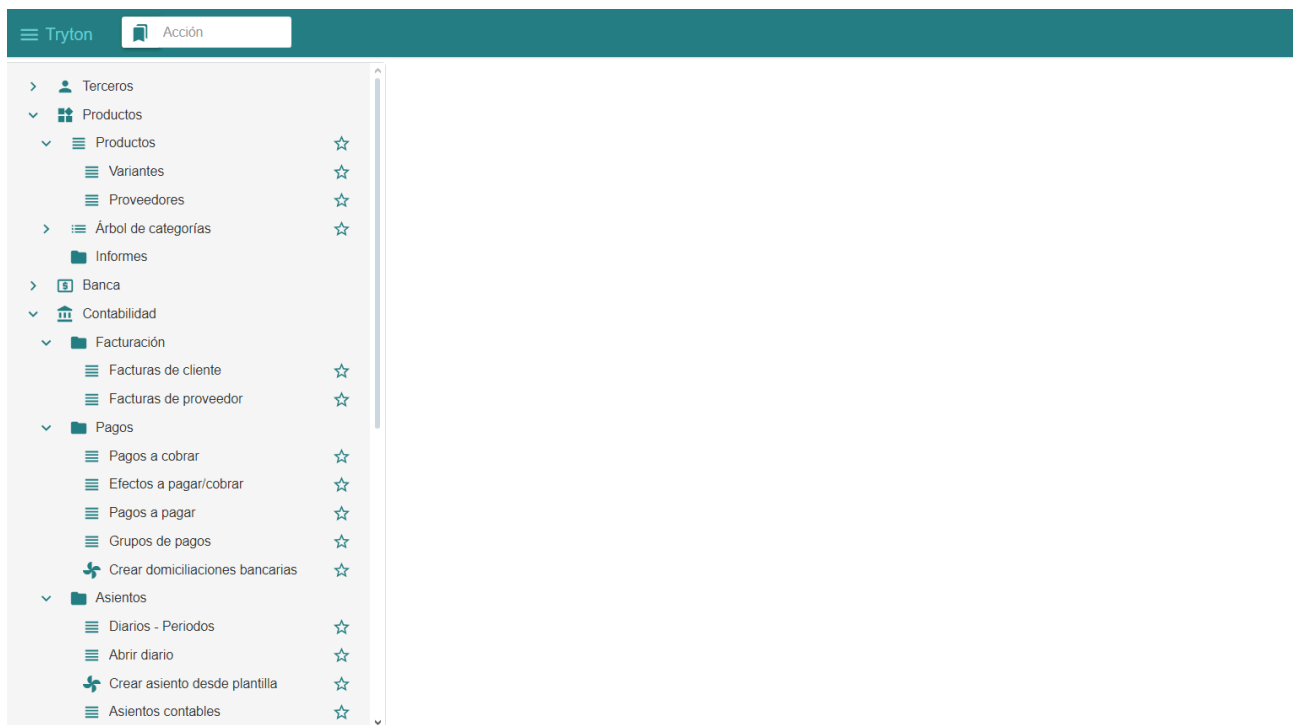 Tryton
Acción
Terceros
Productos
Productos
Variantes
Proveedores
Árbol de categorías
Informes
Banca
Contabilidad
Facturación
Facturas de cliente
Facturas de proveedor
Pagos
Pagos a cobrar
Efectos a pagar/cobrar
Pagos a pagar
Grupos de pagos
Crear domiciliaciones bancarias
Asientos
Diarios - Periodos
Abrir diario
Crear asiento desde plantilla
Asientos contables